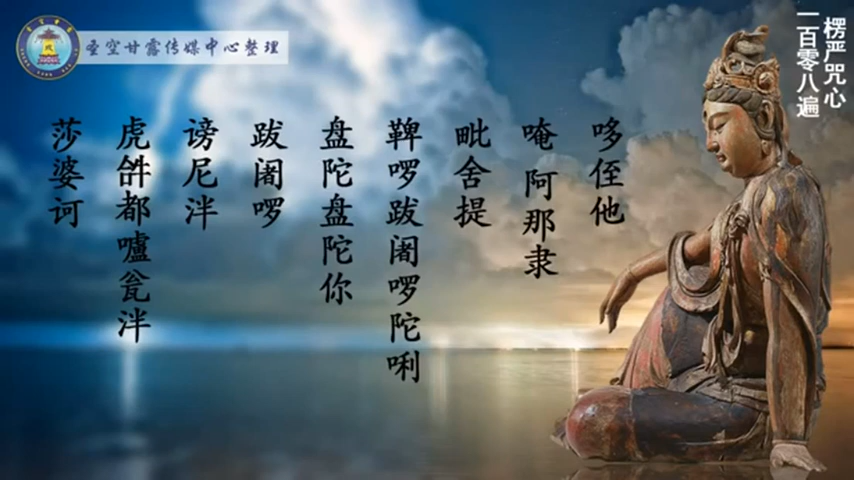 圣空甘露传媒中心整理
楞严咒心
一百零八遍
哆侄他
唵 阿那隶
毗舍提
鞞啰跋阇啰陀唎
盘陀盘陀你
跋阇啰
谤尼泮
虎𤙖都嚧瓮泮
莎婆诃